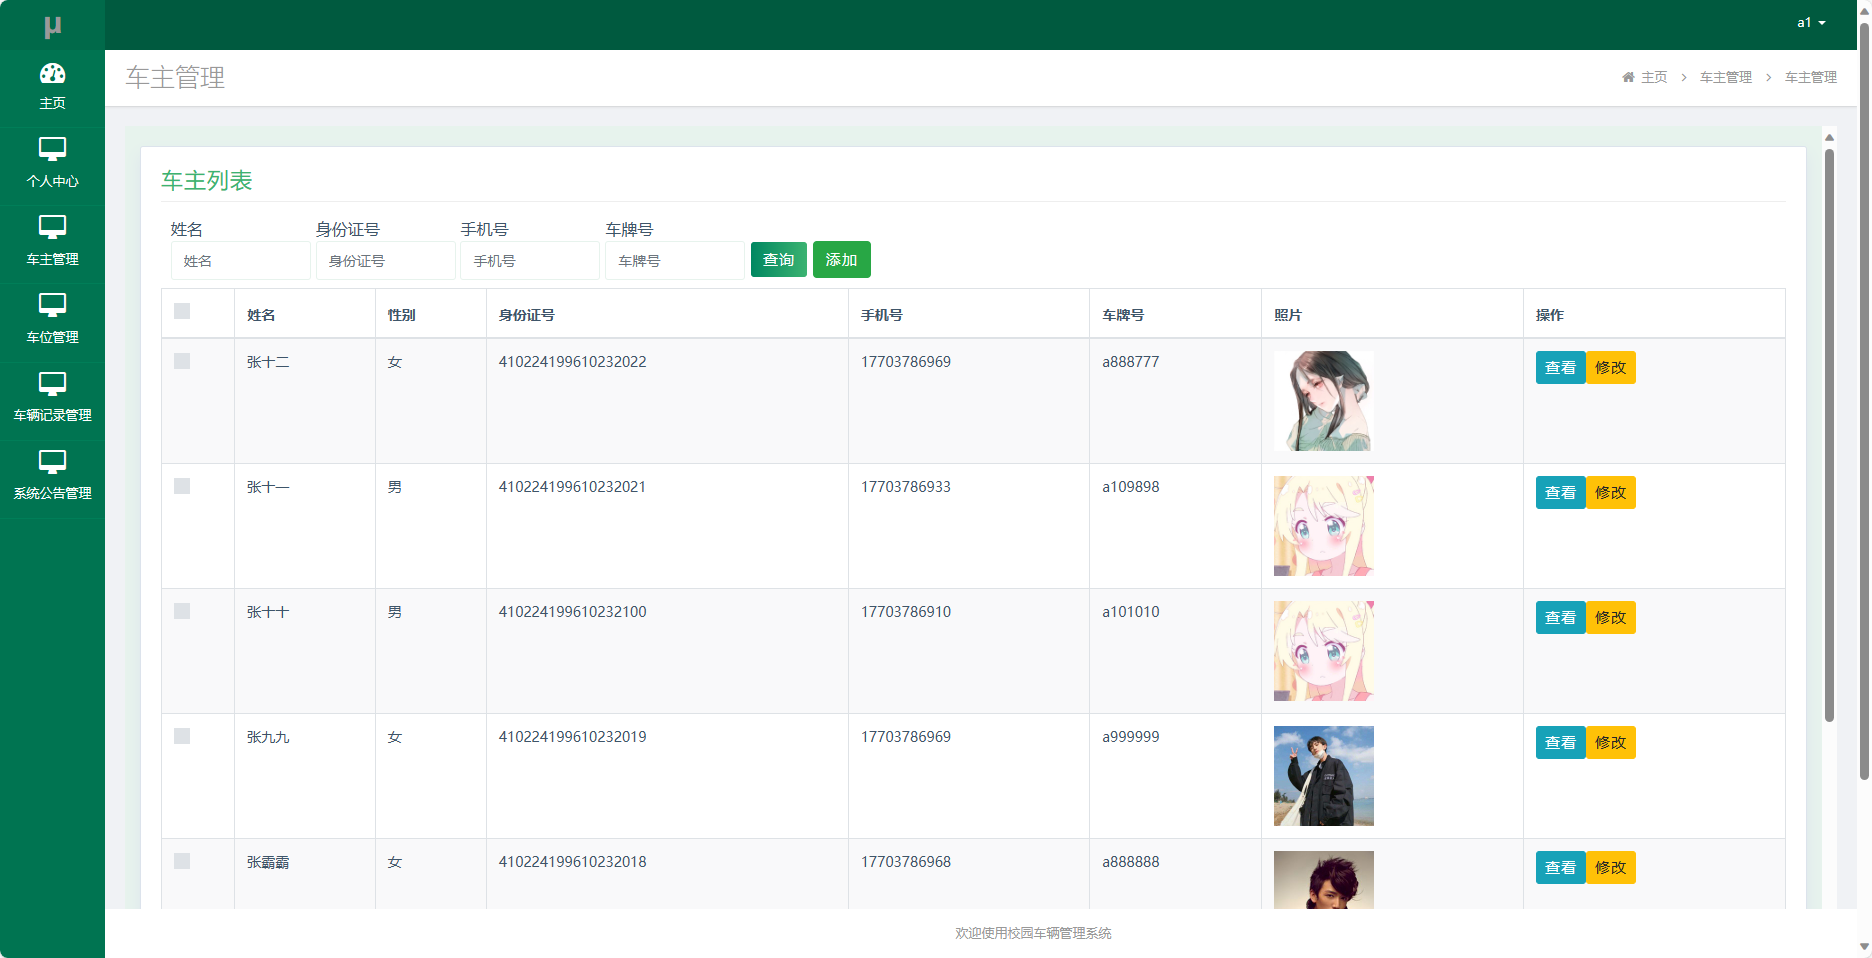 μ
a1
主页
个人中心
车主管理
车位管理
车辆记录管理
系统公告管理
车主管理
主页 > 车主管理 > 车主管理
车主列表
姓名 身份证号 手机号 车牌号
姓名 身份证号 手机号 车牌号 查询 添加
姓名 性别 身份证号 手机号 车牌号 照片 操作
张十二 女 410224199610232022 17703786969 a888777 查看 修改
张十一 男 410224199610232021 17703786933 a109898 查看 修改
张十十 男 410224199610232100 17703786910 a101010 查看 修改
张九九 女 410224199610232019 17703786969 a999999 查看 修改
张霸霸 女 410224199610232018 17703786968 a888888 查看 修改
欢迎使用校园车辆管理系统